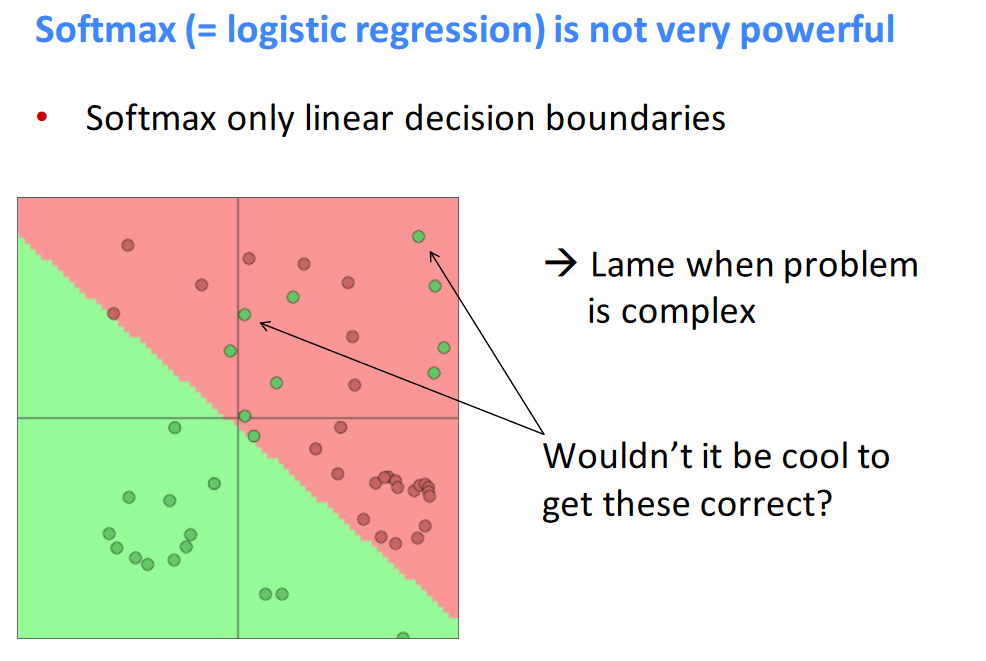 Softmax (= logistic regression) is not very powerful
• Softmax only linear decision boundaries
→ Lame when problem
is complex
Wouldn’t it be cool to
get these correct?